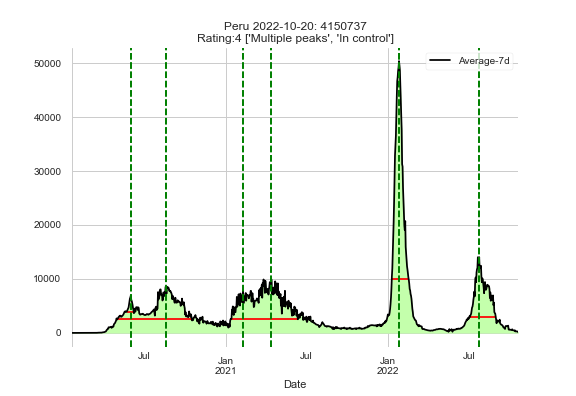 Peru 2022-10-20: 4150737
Rating:4 ['Multiple peaks', 'In control']
Average-7d
50000
40000
30000
20000
10000
0
Jul
Jan
2021
Jul
Jan
2022
Jul
Date